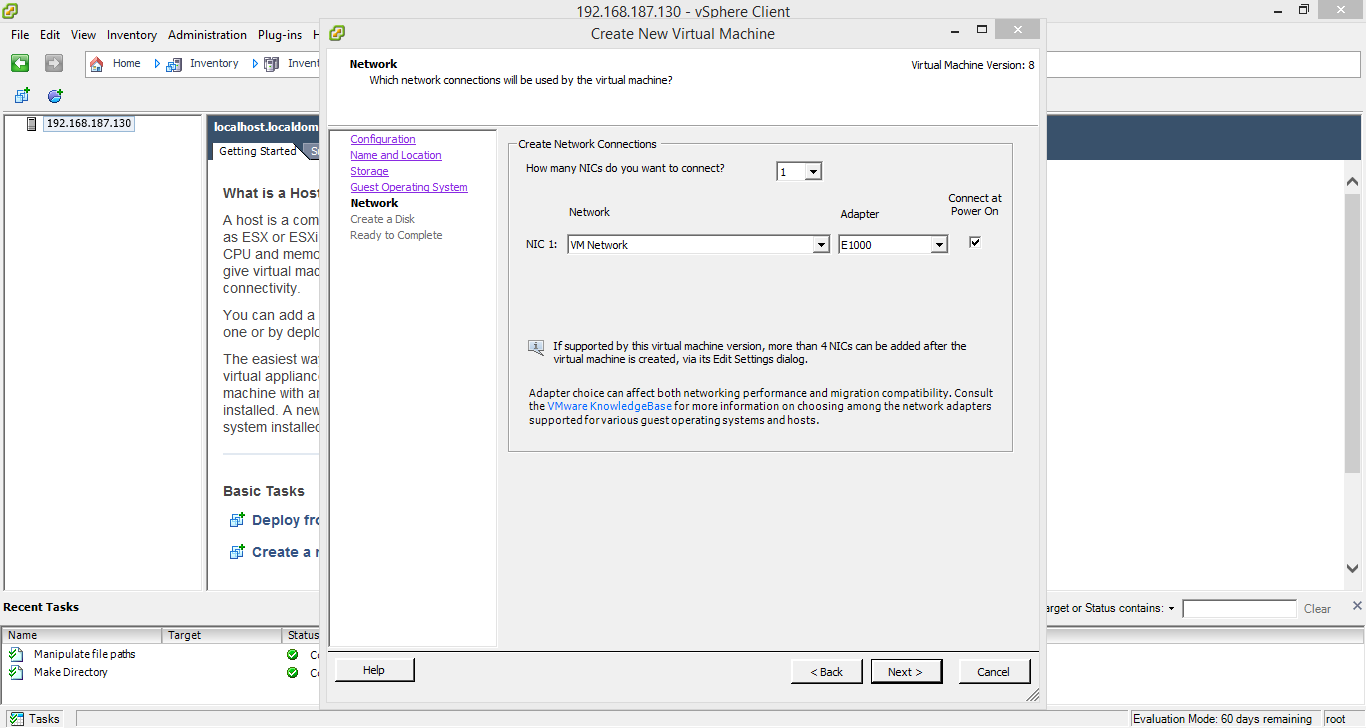 192.168.187.130 - vSphere Client
File Edit View Inventory Administration Plug-ins
Home Inventory
192.168.187.130
localhost.localdom
Getting Started
What is a Host
A host is a com
as ESX or ESXi
CPU and memo
give virtual mac
connectivity.
You can add a
one or by deplo
The easiest way
virtual appliance
machine with an
installed. A new
system installed
Basic Tasks
Deploy fro
Create a n
Create New Virtual Machine
Network
Which network connections will be used by the virtual machine?
Virtual Machine Version: 8
Configuration
Name and Location
Storage
Guest Operating System
Network
Create a Disk
Ready to Complete
Create Network Connections
How many NICs do you want to connect?
1
Network
Adapter
Connect at
Power On
NIC 1:
VM Network
E1000
If supported by this virtual machine version, more than 4 NICs can be added after the
virtual machine is created, via its Edit Settings dialog.
Adapter choice can affect both networking performance and migration compatibility. Consult
the VMware KnowledgeBase for more information on choosing among the network adapters
supported for various guest operating systems and hosts.
Help
< Back
Next >
Cancel
Recent Tasks
arget or Status contains:
Clear
Name Target Status
Manipulate file paths
Make Directory
Tasks
Evaluation Mode: 60 days remaining
root